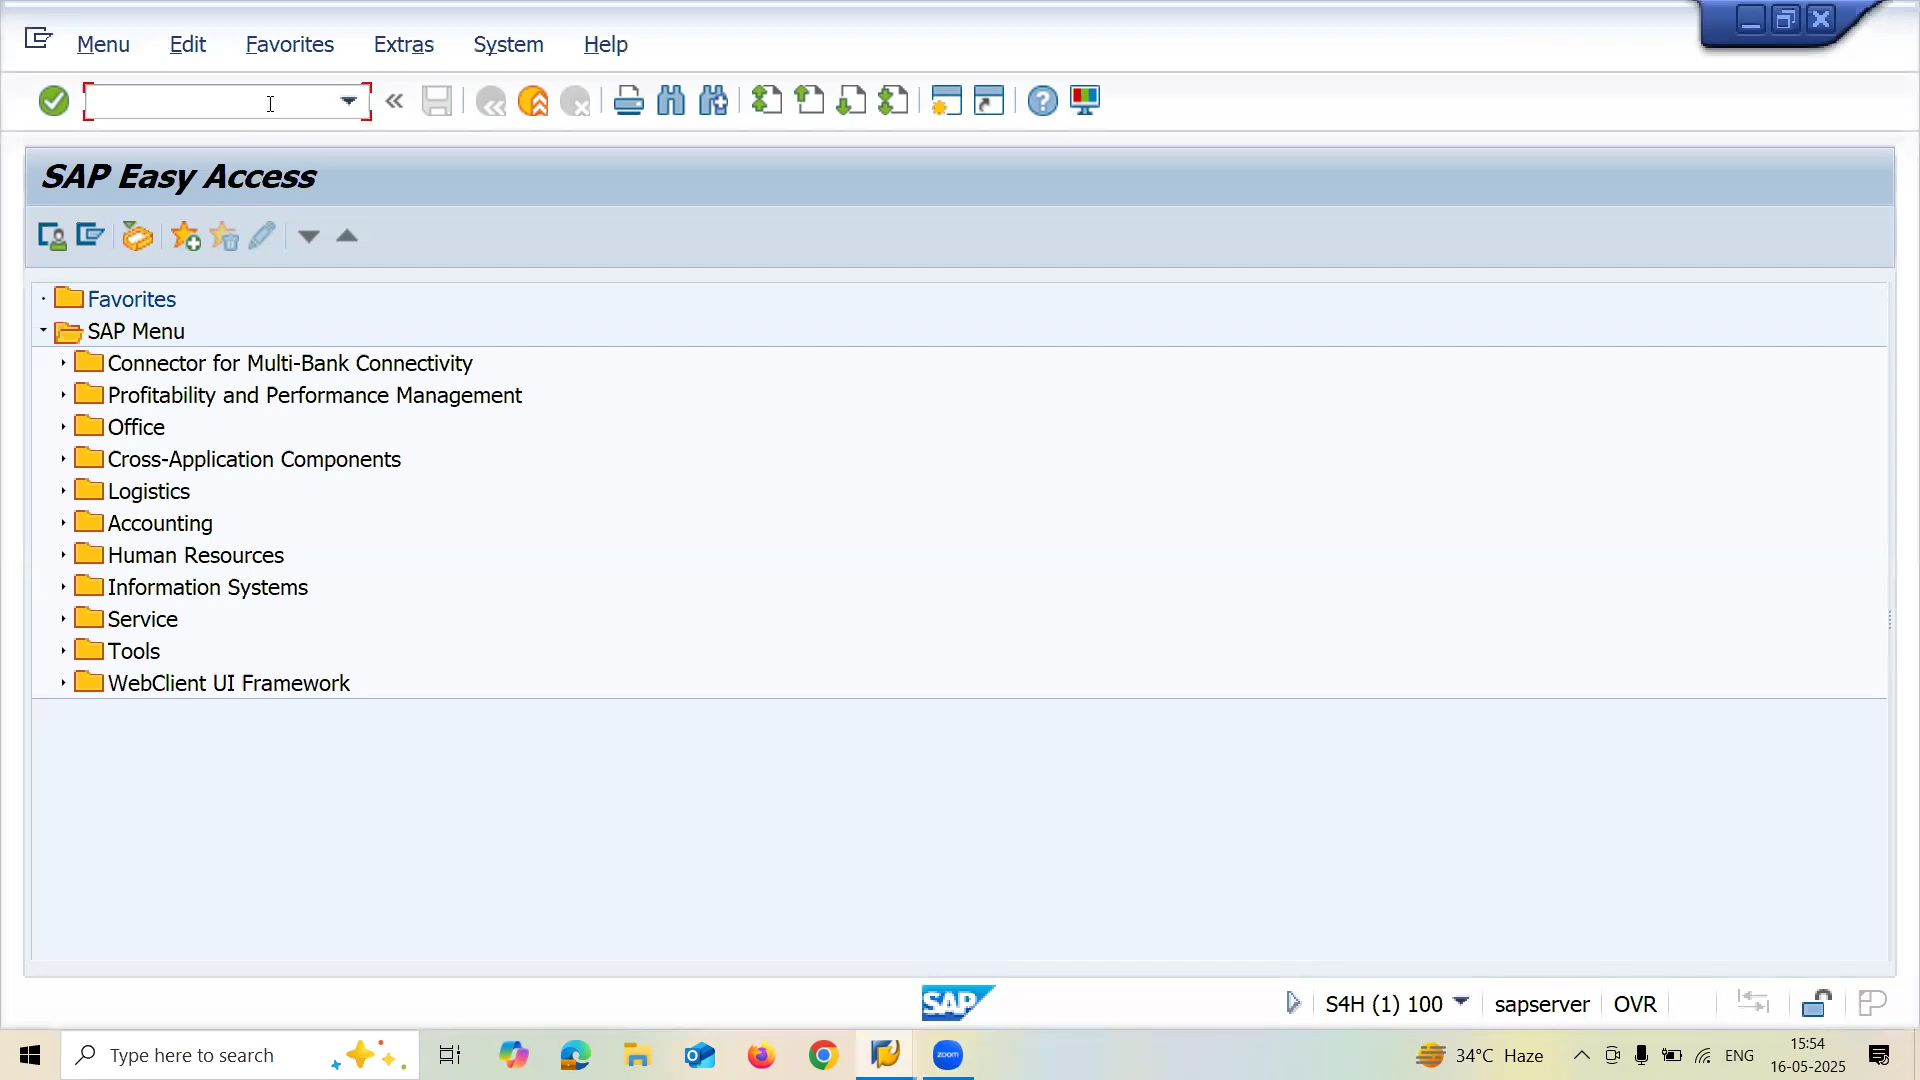 Menu Edit Favorites Extras System Help
SAP Easy Access
Favorites
SAP Menu
Connector for Multi-Bank Connectivity
Profitability and Performance Management
Office
Cross-Application Components
Logistics
Accounting
Human Resources
Information Systems
Service
Tools
WebClient UI Framework
SAP
S4H (1) 100 sapserver OVR
Type here to search
zoom
34°C Haze
ENG
15:54
16-05-2025